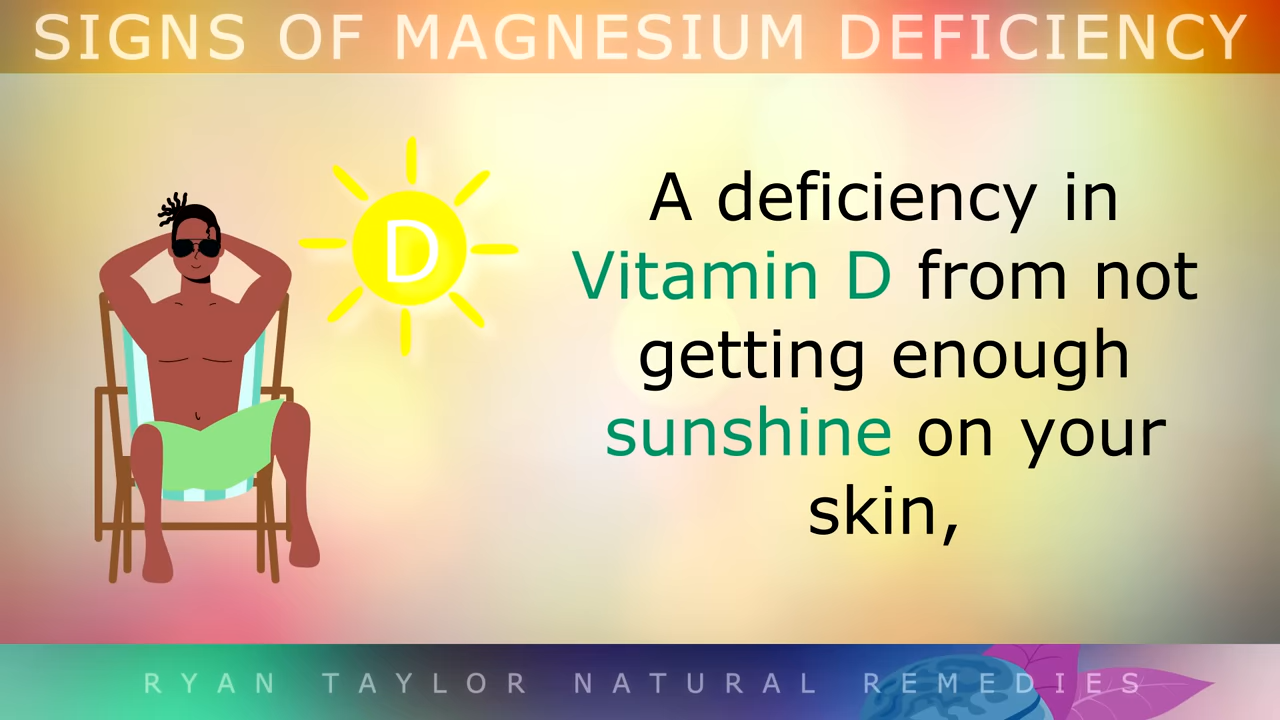 SIGNS OF MAGNESIUM DEFICIENCY
D
A deficiency in
Vitamin D from not
getting enough
sunshine on your
skin,
RYAN TAYLOR NATURAL REMEDIES